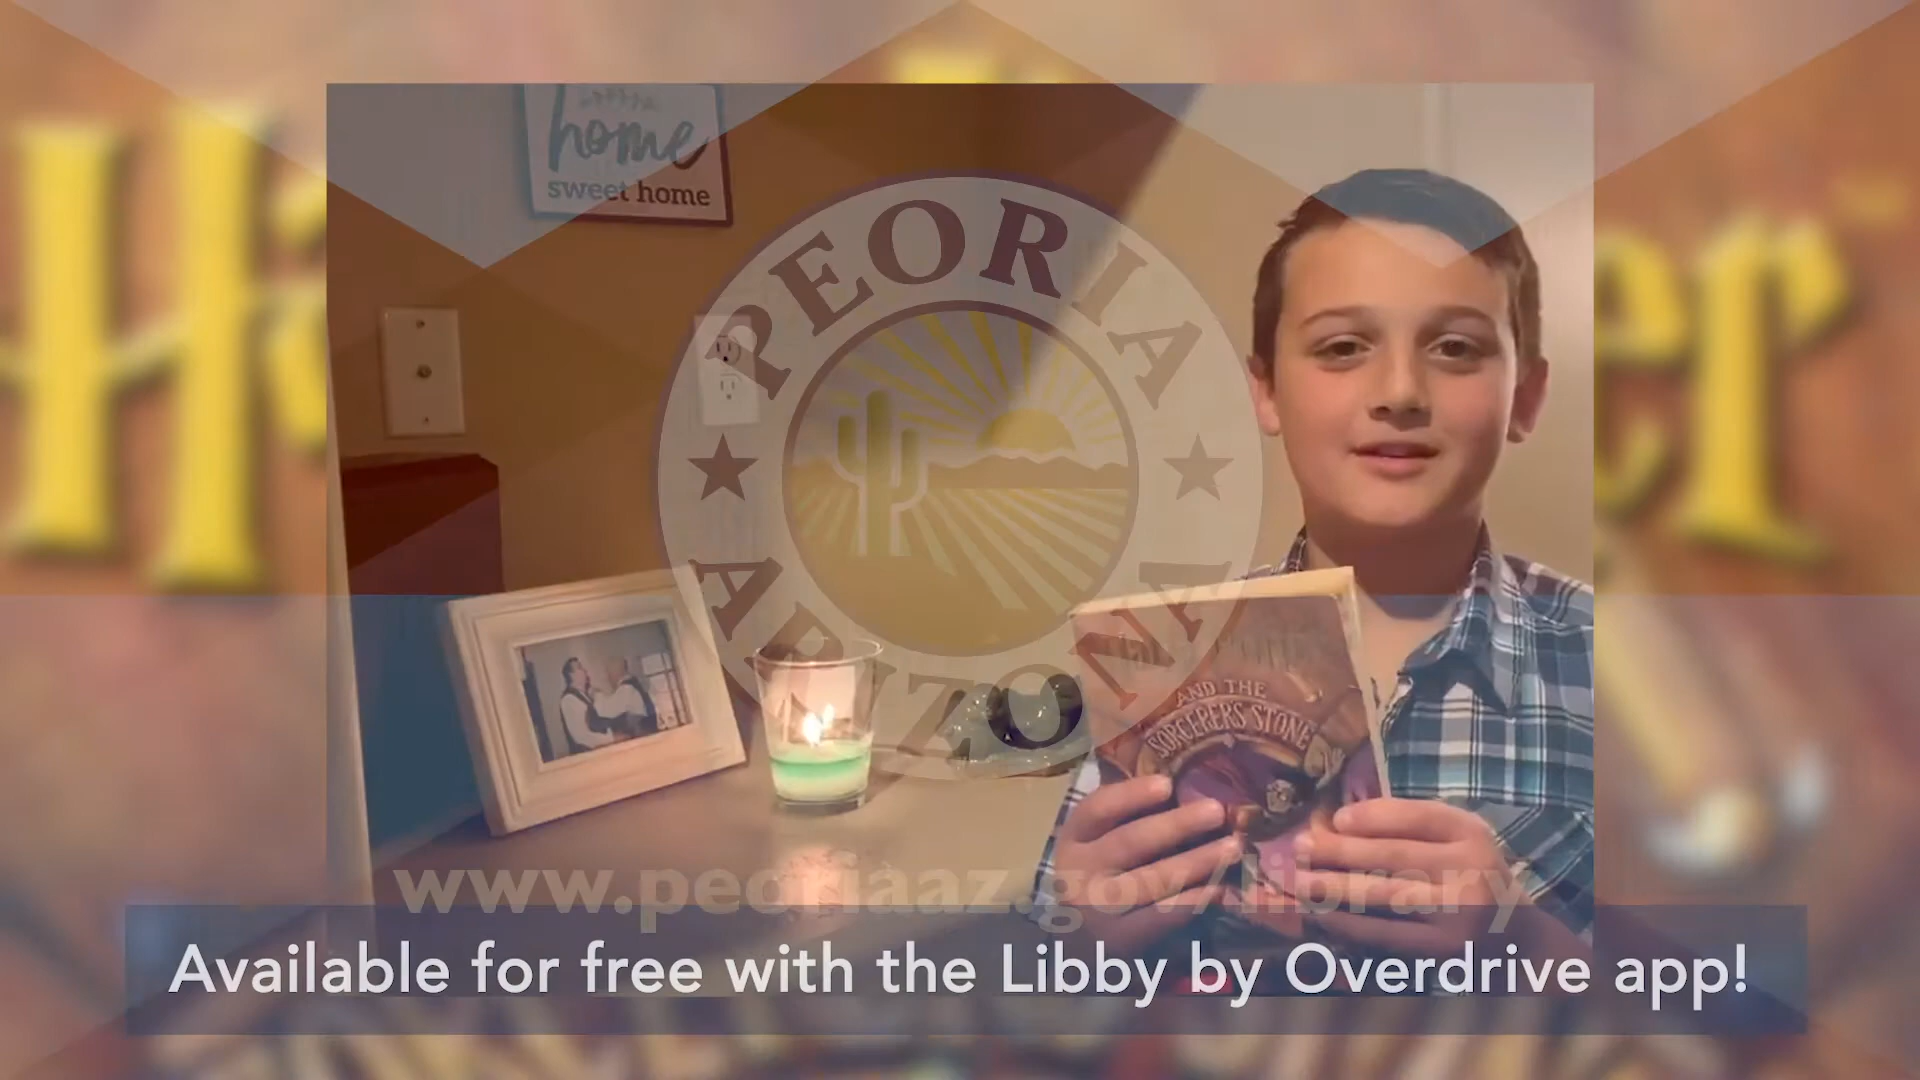 home
sweet home
PEORIA
ARIZONA
AND THE
SORCERER'S STONE
www.peoriaaz.gov/library
Available for free with the Libby by Overdrive app!